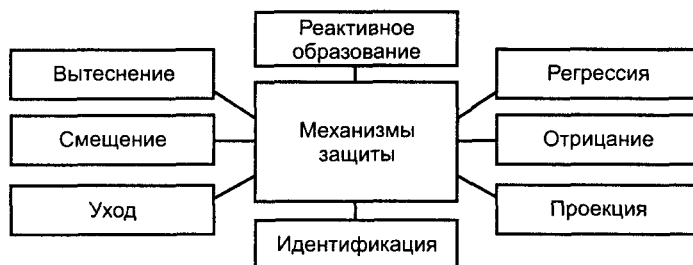 Реактивное
образование
Вытеснение
Регрессия
Смещение
Механизмы
защиты
Отрицание
Уход
Проекция
Идентификация